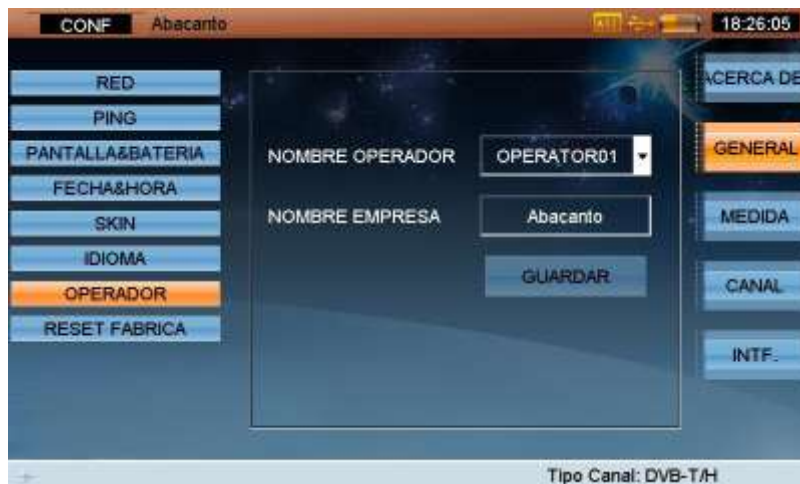 CONF Abacanto 18:26:05
RED
PING
PANTALLA&BATERIA
FECHA&HORA
SKIN
IDIOMA
OPERADOR
RESET FABRICA
NOMBRE OPERADOR OPERATOR01
NOMBRE EMPRESA Abacanto
GUARDAR
ACERCA DE
GENERAL
MEDIDA
CANAL
INTF.
Tipo Canal: DVB-T/H